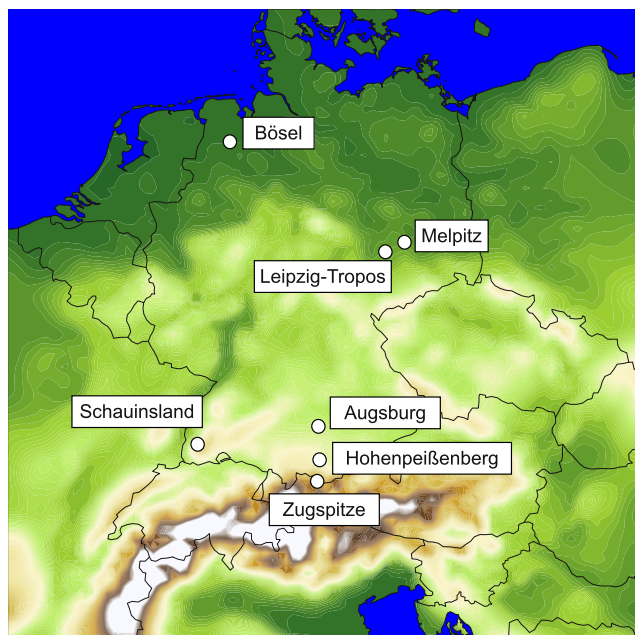 Bösel
Melpitz
Leipzig-Tropos
Schauinsland
Augsburg
Hohenpeißenberg
Zugspitze